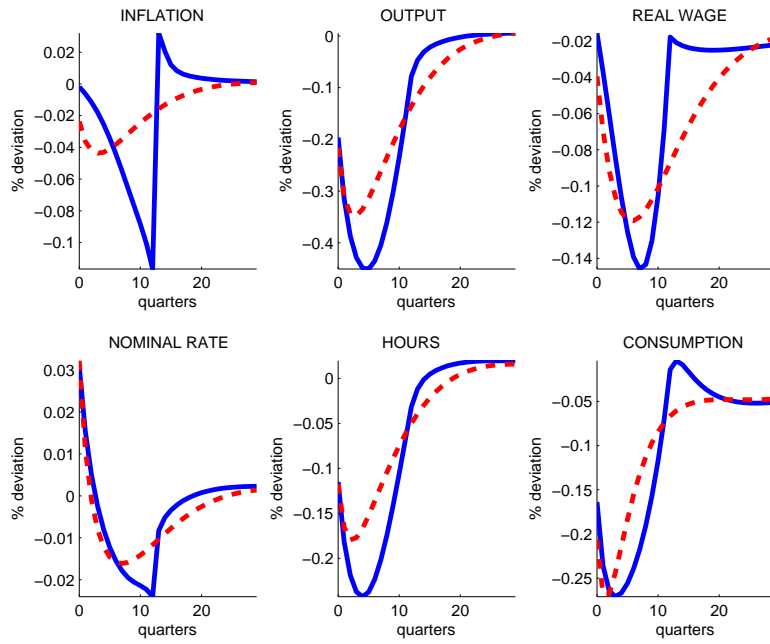 INFLATION
% deviation
0.02
0
−0.02
−0.04
−0.06
−0.08
−0.1
0 10 20
quarters
OUTPUT
% deviation
0
−0.1
−0.2
−0.3
−0.4
0 10 20
quarters
REAL WAGE
% deviation
−0.02
−0.04
−0.06
−0.08
−0.1
−0.12
−0.14
0 10 20
quarters
NOMINAL RATE
% deviation
0.03
0.02
0.01
0
−0.01
−0.02
0 10 20
quarters
HOURS
% deviation
0
−0.05
−0.1
−0.15
−0.2
0 10 20
quarters
CONSUMPTION
% deviation
−0.05
−0.1
−0.15
−0.2
−0.25
0 10 20
quarters